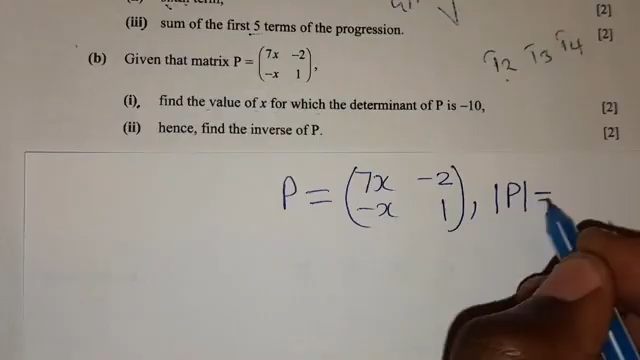 [2]
(iii) sum of the first 5 terms of the progression. [2]
T2 T3 T4
(b) Given that matrix P = ( 7x -2
-x 1 ),
(i). find the value of x for which the determinant of P is –10, [2]
(ii) hence, find the inverse of P. [2]
P = ( 7x -2
-x 1 ), |P| =